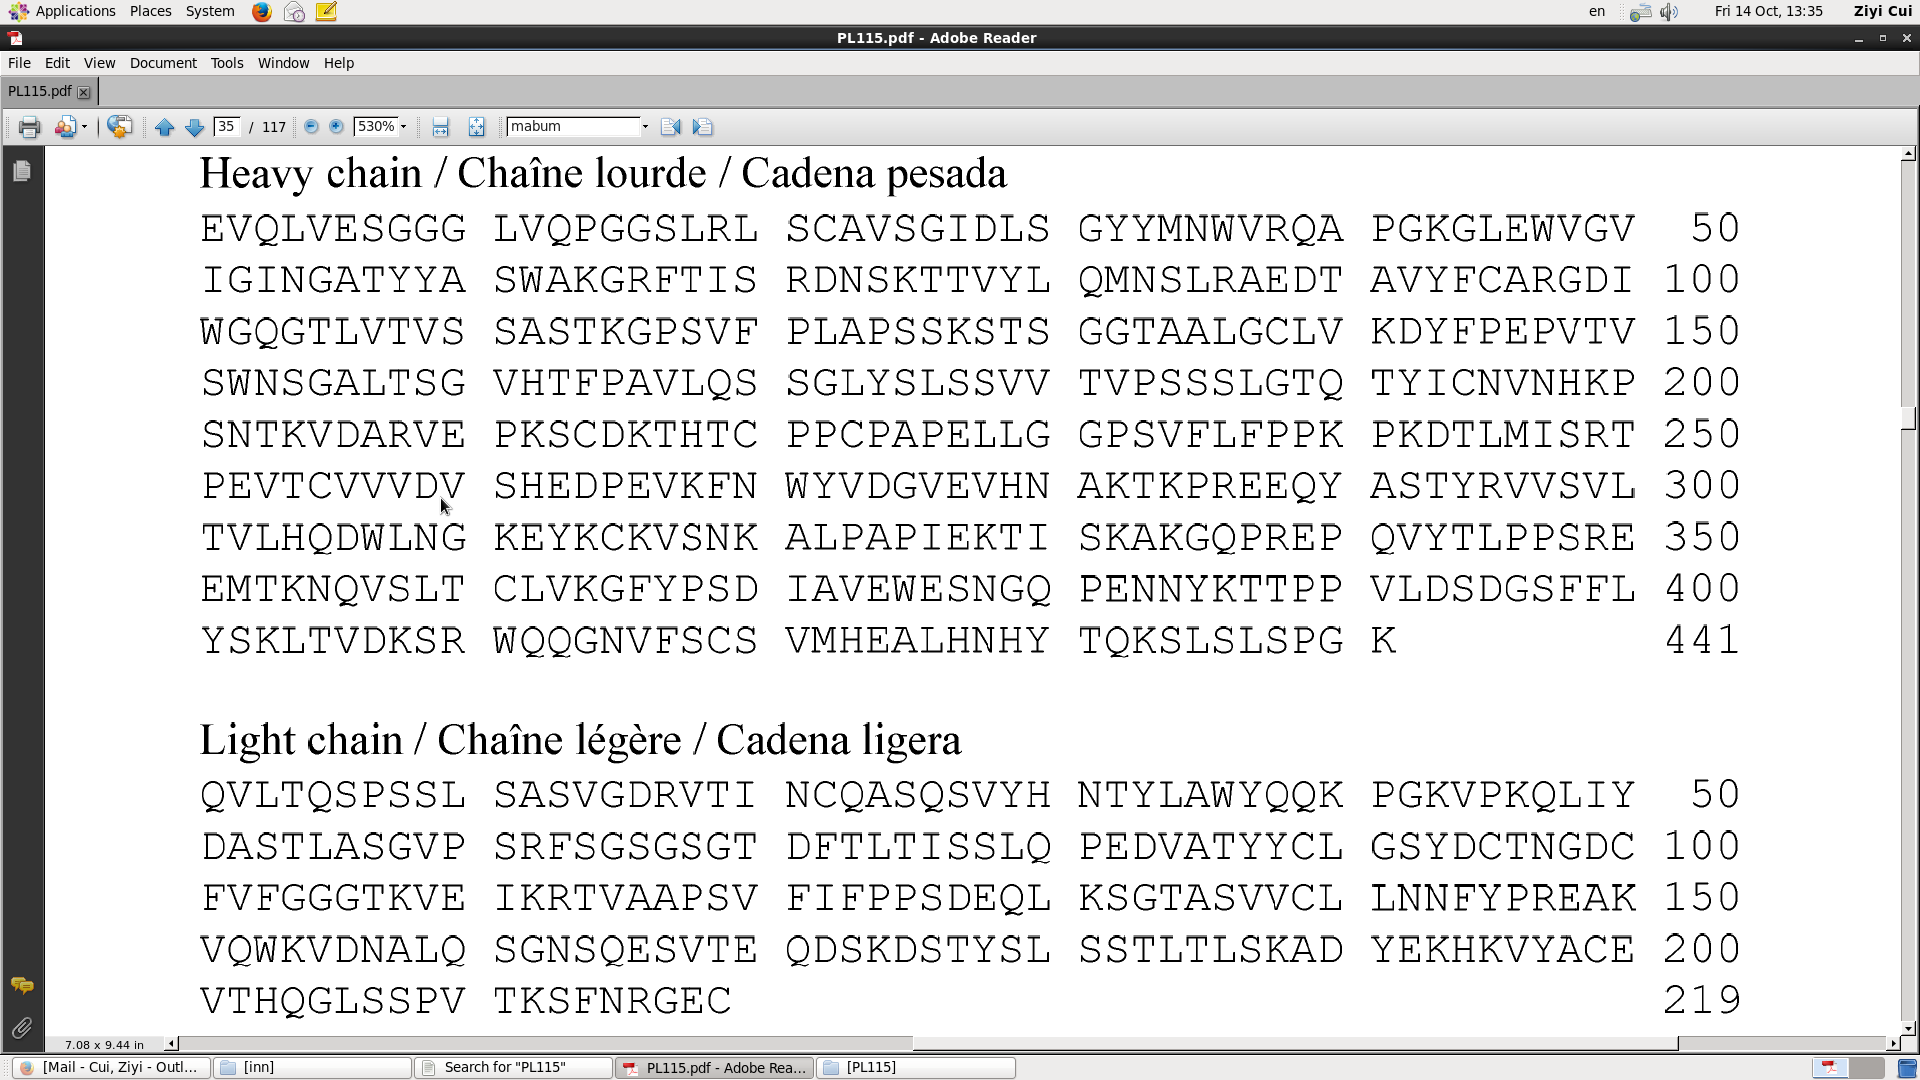 Applications Places System en Fri 14 Oct, 13:35 Ziyi Cui
PL115.pdf - Adobe Reader
File Edit View Document Tools Window Help
PL115.pdf
35 / 117 530% mabum
Heavy chain / Chaîne lourde / Cadena pesada
EVQLVESGGG LVQPGGSLRL SCAVSGIDLS GYYMNWVRQA PGKGLEWVGV 50
IGINGATYYA SWAKGRFTIS RDNSKTTVYL QMNSLRAEDT AVYFCARGDI 100
WGQGTLVTVS SASTKGPSVF PLAPSSKSTS GGTAALGCLV KDYFPEPVTV 150
SWNSGALTSG VHTFPAVLQS SGLYSLSSVV TVPSSSLGTQ TYICNVNHKP 200
SNTKVDARVE PKSCDKTHTC PPCPAPELLG GPSVFLFPPK PKDTLMISRT 250
PEVTCVVVDV SHEDPEVKFN WYVDGVEVHN AKTKPREEQY ASTYRVVSVL 300
TVLHQDWLNG KEYKCKVSNK ALPAPIEKTI SKAKGQPREP QVYTLPPSRE 350
EMTKNQVSLT CLVKGFYPSD IAVEWESNGQ PENNYKTTPP VLDSDGSFFL 400
YSKLTVDKSR WQQGNVFSCS VMHEALHNHY TQKSLSLSPG K 441
Light chain / Chaîne légère / Cadena ligera
QVLTQSPSSL SASVGDRVTI NCQASQSVYH NTYLAWYQQK PGKVPKQLIY 50
DASTLASGVP SRFSGSGSGT DFTLTISSLQ PEDVATYYCL GSYDCTNGDC 100
FVFGGGTKVE IKRTVAAPSV FIFPPSDEQL KSGTASVVCL LNNFYPREAK 150
VQWKVDNALQ SGNSQESVTE QDSKDSTYSL SSTLTLSKAD YEKHKVYACE 200
VTHQGLSSPV TKSFNRGEC 219
7.08 x 9.44 in
[Mail - Cui, Ziyi - Outl... [inn] Search for "PL115" PL115.pdf - Adobe Rea... [PL115]